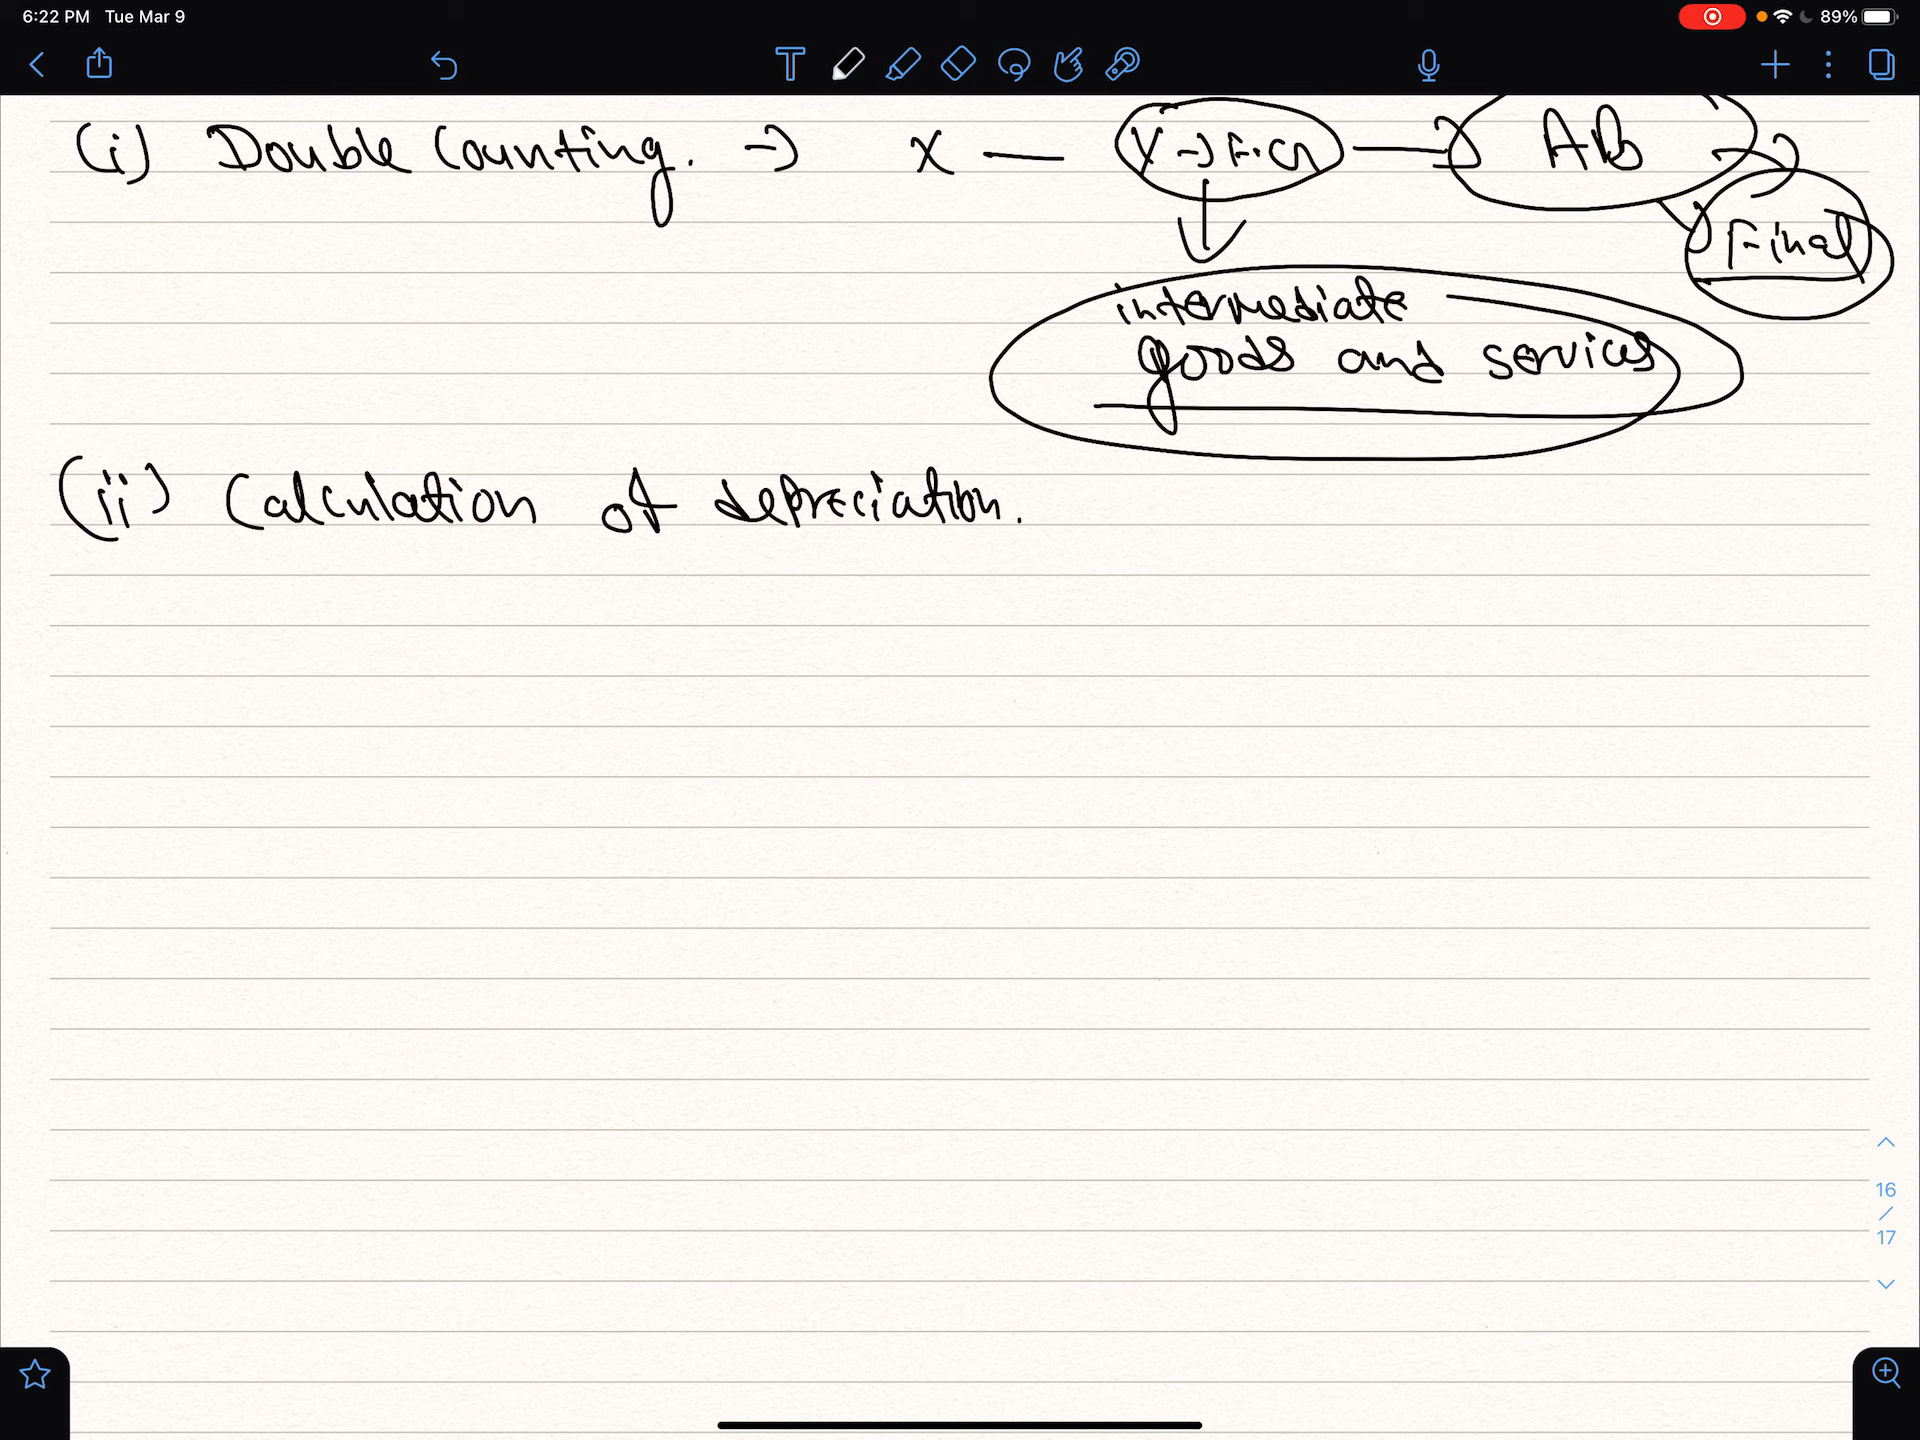 6:22 PM Tue Mar 9
89%
(i) Double Counting. → X — Y → F.G → AB
Final
intermediate
goods and services
(ii) Calculation of depreciation.
16
/
17